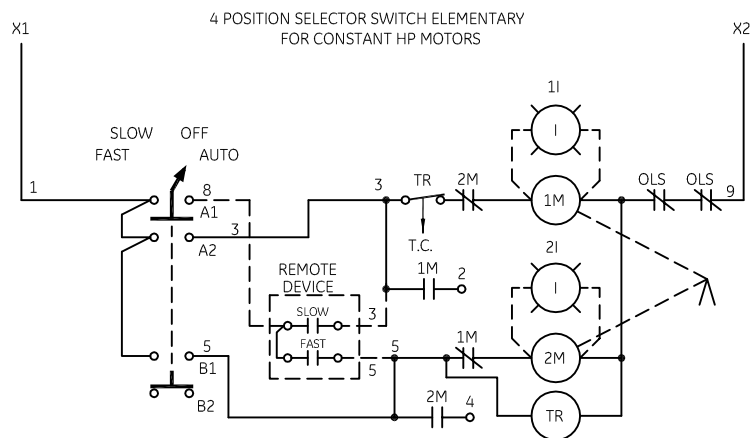 4 POSITION SELECTOR SWITCH ELEMENTARY
FOR CONSTANT HP MOTORS
X1
X2
1I
I
SLOW OFF
FAST AUTO
1
8
A1
3
A2
3
TR
2M
1M
OLS
OLS
9
T.C.
1M
2
2I
I
REMOTE
DEVICE
SLOW
3
FAST
5
5
1M
2M
5
B1
B2
2M
4
TR